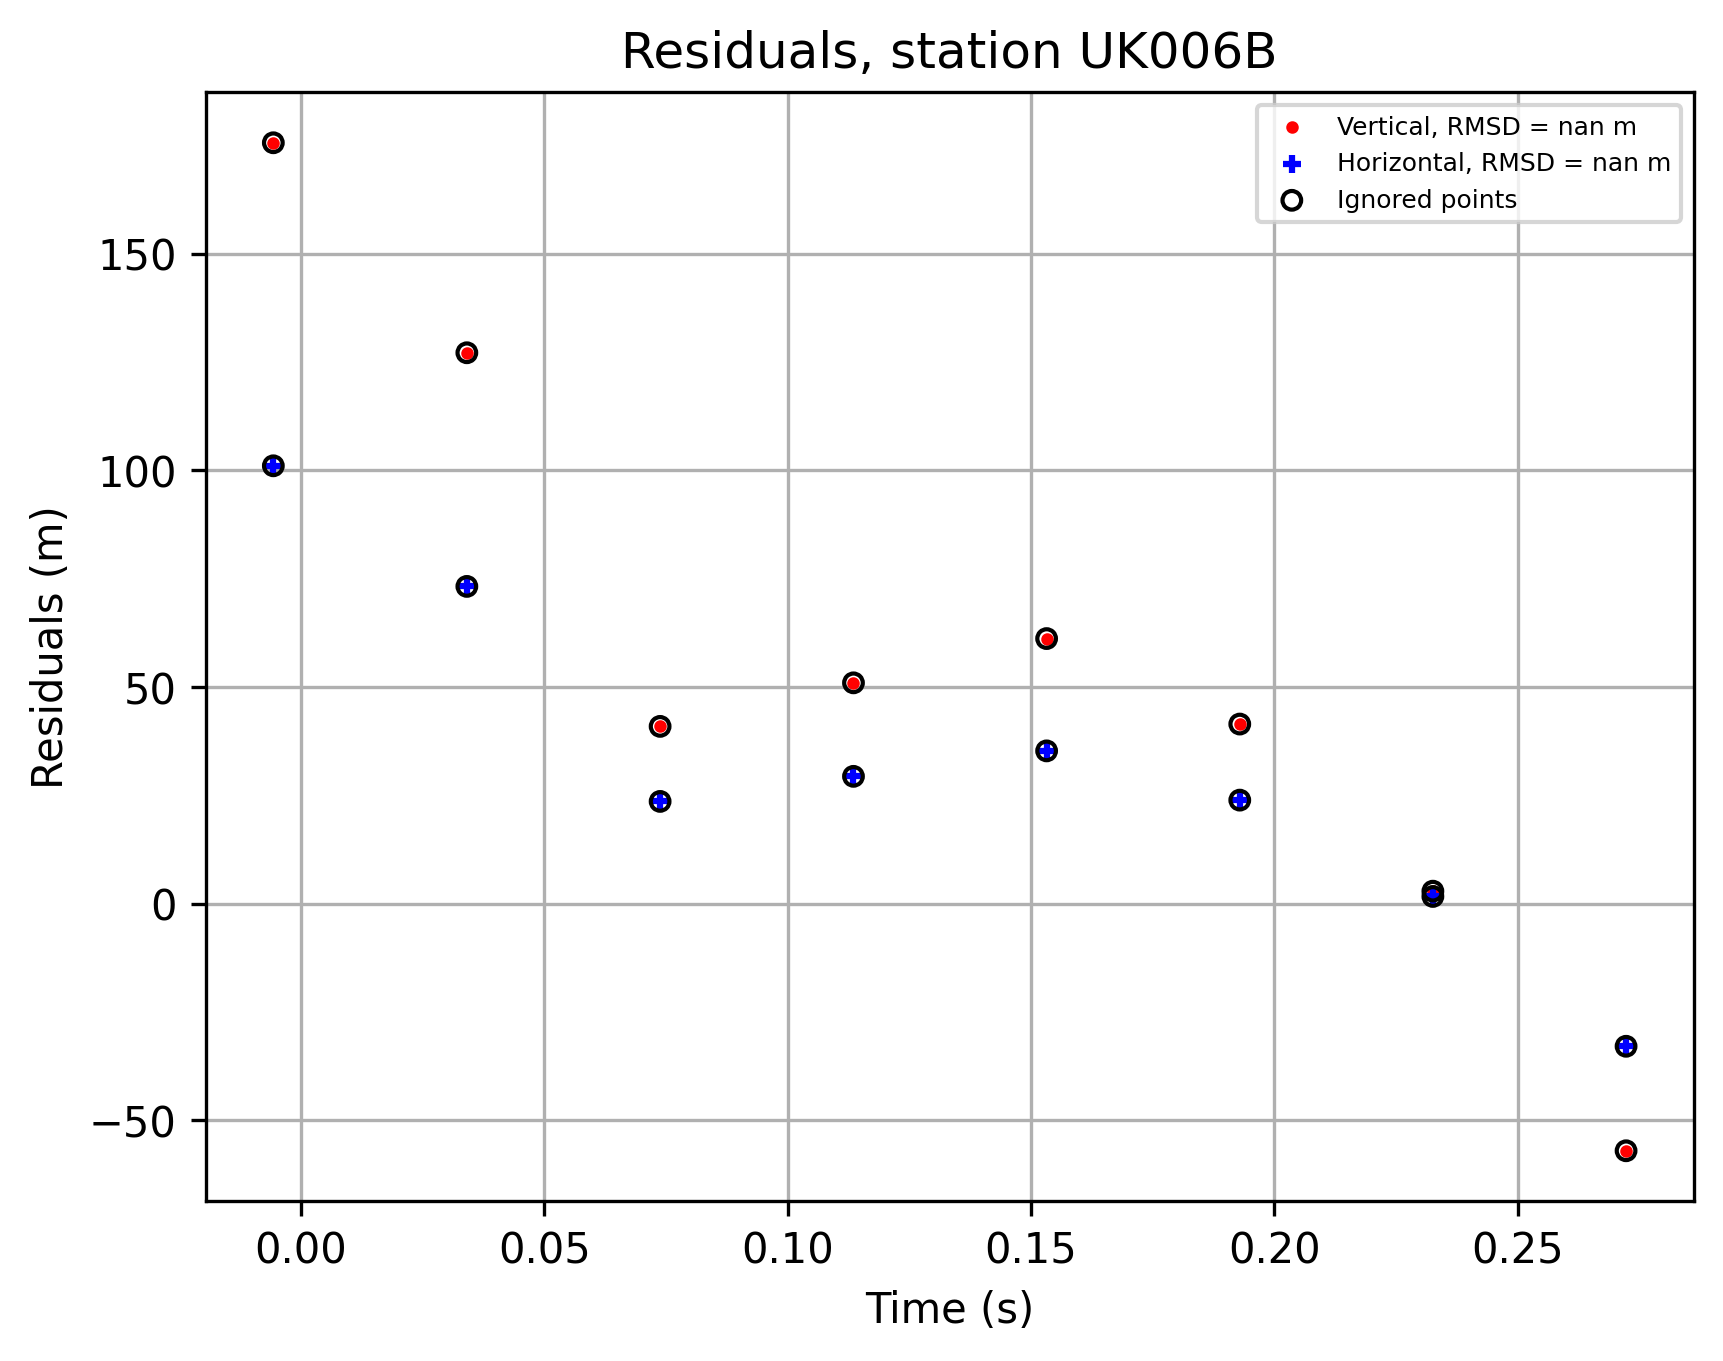 Residuals, station UK006B
Vertical, RMSD = nan m
Horizontal, RMSD = nan m
Ignored points
150
100
50
0
−50
Residuals (m)
0.00 0.05 0.10 0.15 0.20 0.25
Time (s)